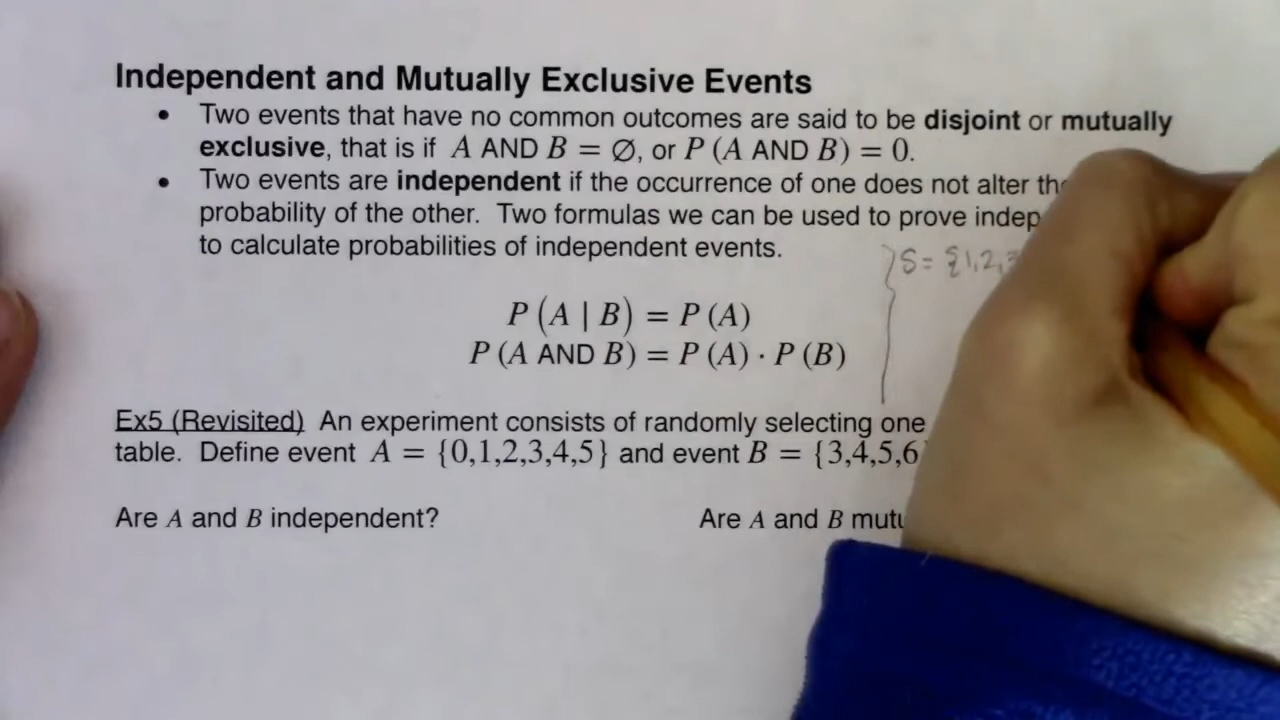 Independent and Mutually Exclusive Events
• Two events that have no common outcomes are said to be disjoint or mutually
exclusive, that is if A AND B = ∅, or P (A AND B) = 0.
• Two events are independent if the occurrence of one does not alter the
probability of the other. Two formulas we can be used to prove
to calculate probabilities of independent events.
S = {1,2,
P (A | B) = P (A)
P (A AND B) = P (A) · P (B)
Ex5 (Revisited) An experiment consists of randomly selecting one
table. Define event A = {0,1,2,3,4,5} and event B = {3,4,5,6
Are A and B independent?
Are A and B